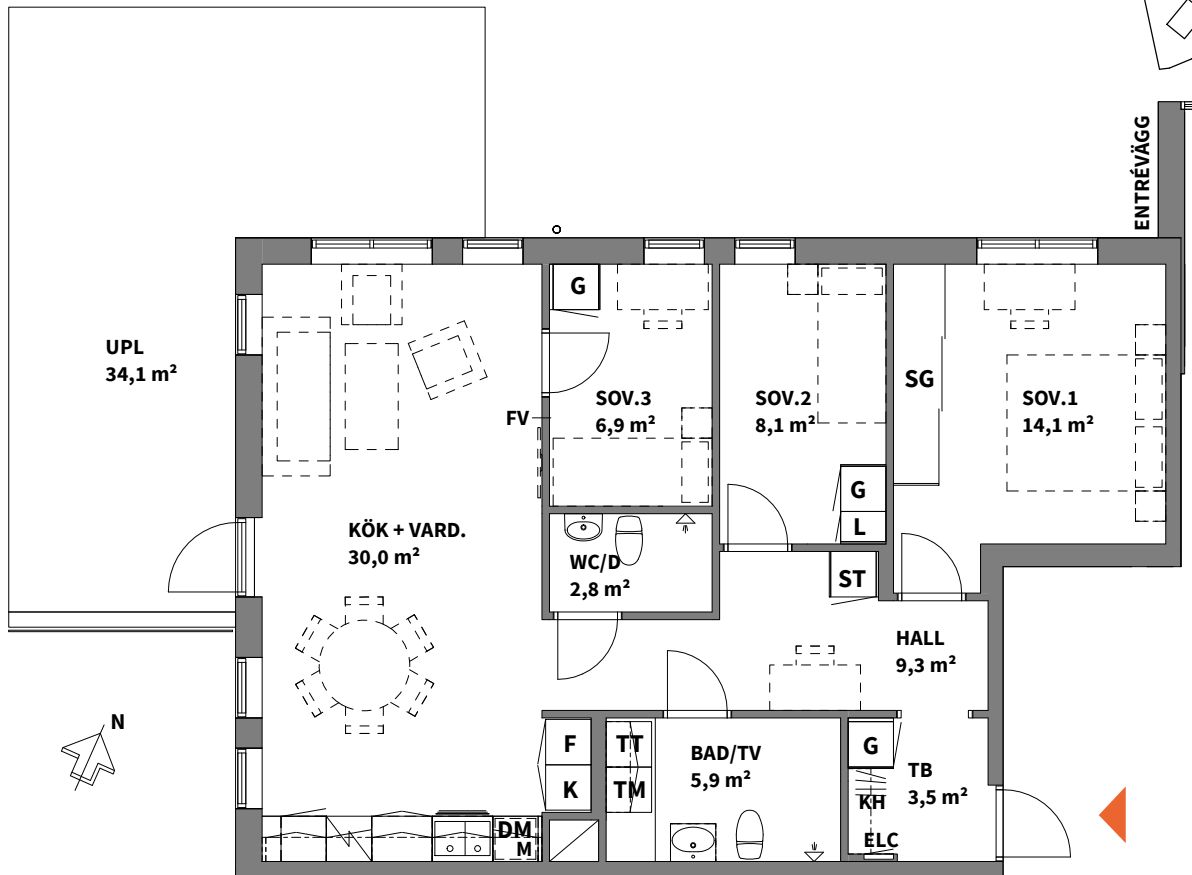 ENTRÉVÄGG
UPL
34,1 m²
G
SOV.3
6,9 m²
FV
SOV.2
8,1 m²
SG
SOV.1
14,1 m²
G
L
KÖK + VARD.
30,0 m²
WC/D
2,8 m²
ST
HALL
9,3 m²
N
F
K
TT
TM
BAD/TV
5,9 m²
G
TB
3,5 m²
KH
ELC
DM
M